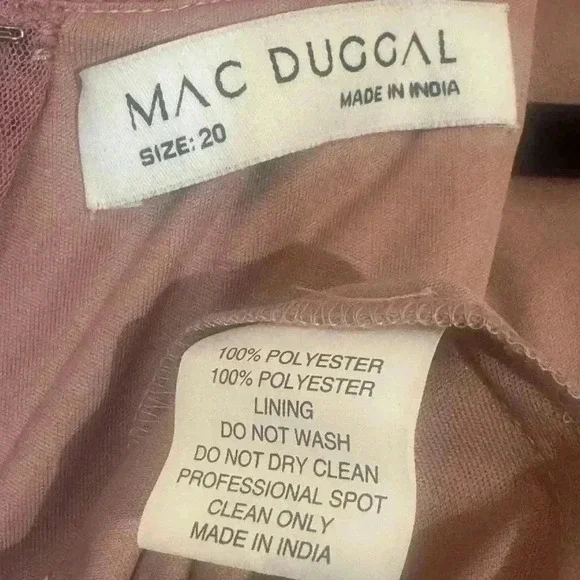 MAC DUGGAL
MADE IN INDIA
SIZE: 20
100% POLYESTER
100% POLYESTER
LINING
DO NOT WASH
DO NOT DRY CLEAN
PROFESSIONAL SPOT
CLEAN ONLY
MADE IN INDIA